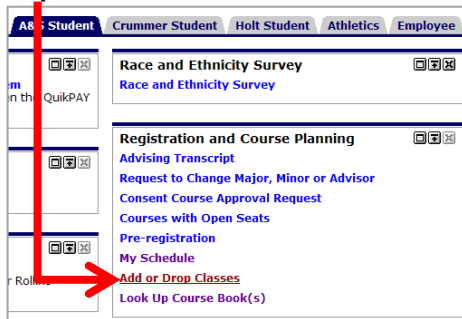 A&S Student Crummer Student Holt Student Athletics Employee
em
en the QuikPAY
r Rollins
Race and Ethnicity Survey
Race and Ethnicity Survey
Registration and Course Planning
Advising Transcript
Request to Change Major, Minor or Advisor
Consent Course Approval Request
Courses with Open Seats
Pre-registration
My Schedule
Add or Drop Classes
Look Up Course Book(s)